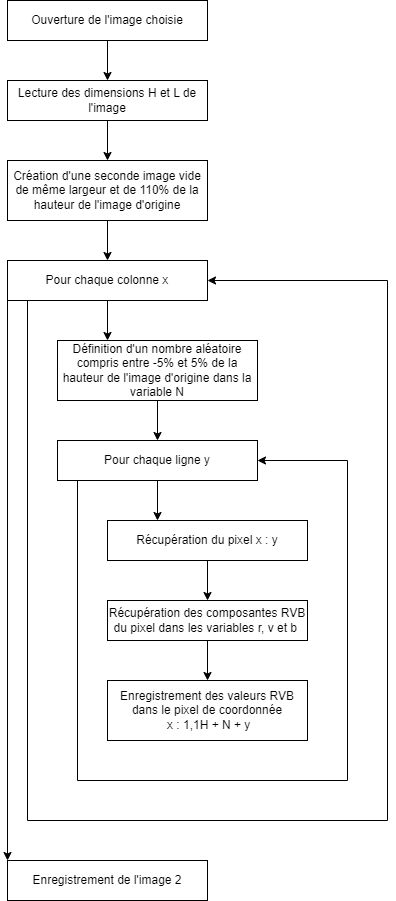 Ouverture de l'image choisie
Lecture des dimensions H et L de
l'image
Création d'une seconde image vide
de même largeur et de 110% de la
hauteur de l'image d'origine
Pour chaque colonne x
Définition d'un nombre aléatoire
compris entre -5% et 5% de la
hauteur de l'image d'origine dans la
variable N
Pour chaque ligne y
Récupération du pixel x : y
Récupération des composantes RVB
du pixel dans les variables r, v et b
Enregistrement des valeurs RVB
dans le pixel de coordonnée
x : 1,1H + N + y
Enregistrement de l'image 2